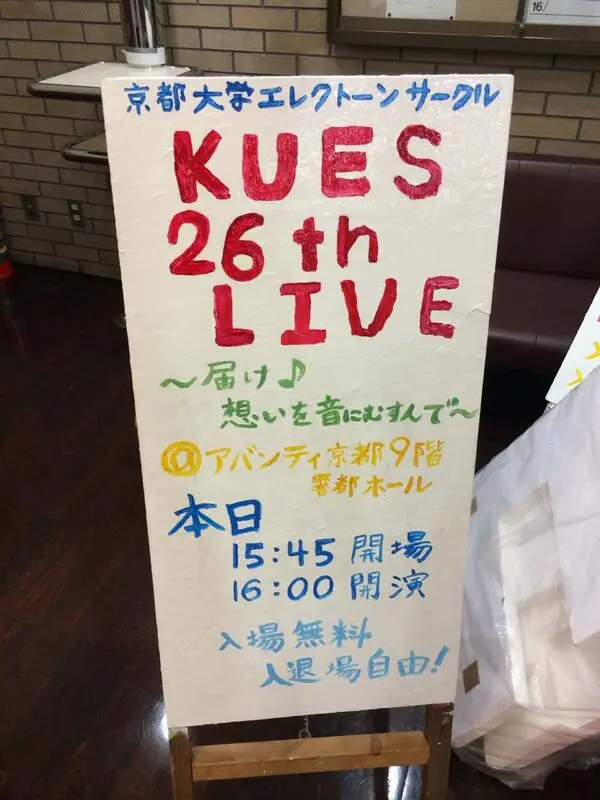 16/
京都大学エレクトーンサークル
KUES
26th
LIVE
～届け♪
想いを音にむすんで～
@アバンティ京都9階
響都ホール
本日
15:45 開場
16:00 開演
入場無料
入退場自由!